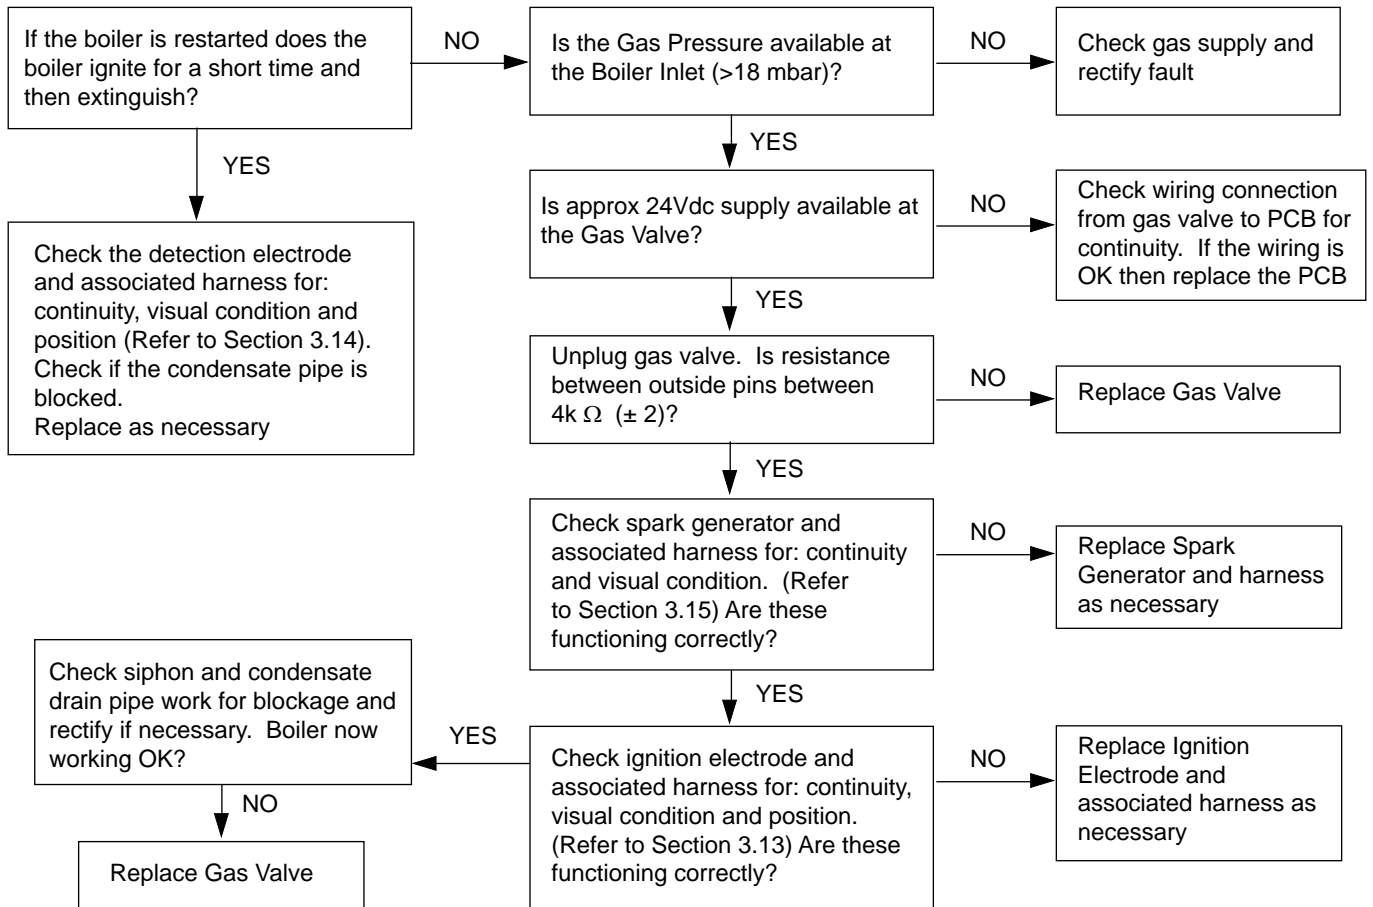 If the boiler is restarted does the
boiler ignite for a short time and
then extinguish?
NO
Is the Gas Pressure available at
the Boiler Inlet (>18 mbar)?
NO
Check gas supply and
rectify fault
YES
YES
Check the detection electrode
and associated harness for:
continuity, visual condition and
position (Refer to Section 3.14).
Check if the condensate pipe is
blocked.
Replace as necessary
Is approx 24Vdc supply available at
the Gas Valve?
NO
Check wiring connection
from gas valve to PCB for
continuity. If the wiring is
OK then replace the PCB
YES
Unplug gas valve. Is resistance
between outside pins between
4k Ω (± 2)?
NO
Replace Gas Valve
YES
Check spark generator and
associated harness for: continuity
and visual condition. (Refer
to Section 3.15) Are these
functioning correctly?
NO
Replace Spark
Generator and harness
as necessary
YES
Check ignition electrode and
associated harness for: continuity,
visual condition and position.
(Refer to Section 3.13) Are these
functioning correctly?
NO
Replace Ignition
Electrode and
associated harness as
necessary
YES
Check siphon and condensate
drain pipe work for blockage and
rectify if necessary. Boiler now
working OK?
NO
Replace Gas Valve